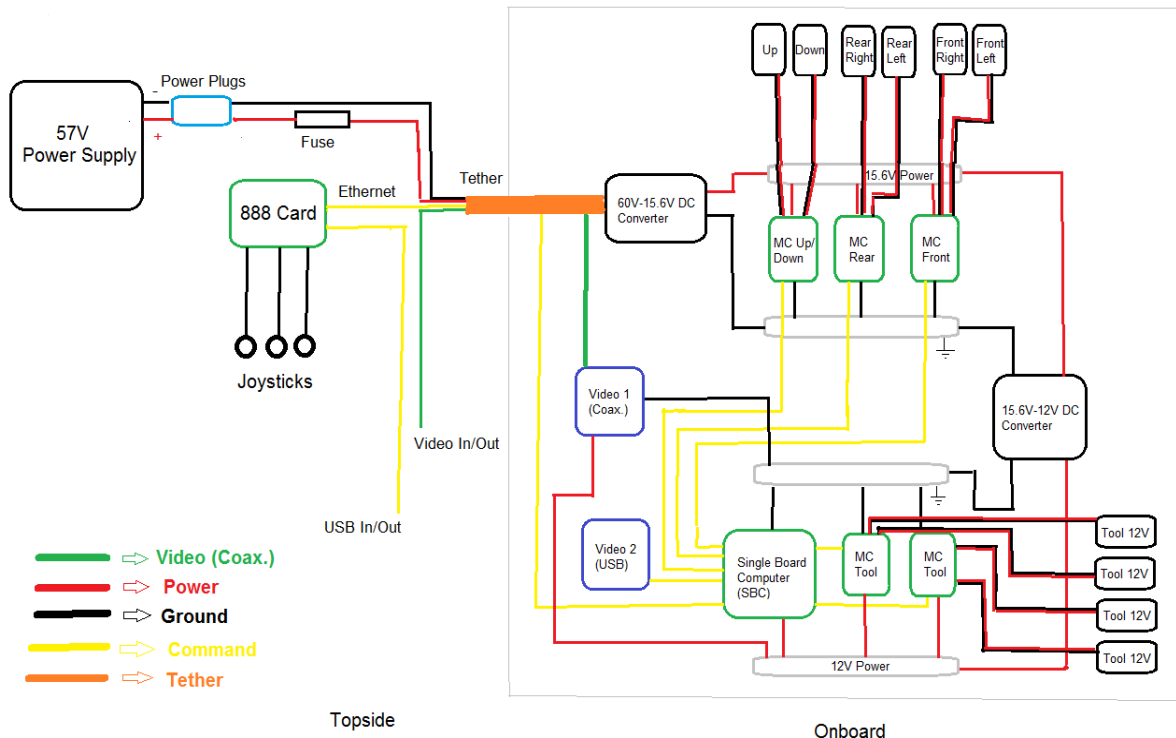 Up
Down
Rear
Right
Rear
Left
Front
Right
Front
Left
Power Plugs
-
+
57V
Power Supply
Fuse
15.6V Power
Tether
Ethernet
60V-15.6V DC
Converter
888 Card
MC Up/
Down
MC
Rear
MC
Front
Joysticks
Video 1
(Coax.)
15.6V-12V DC
Converter
Video In/Out
USB In/Out
Video 2
(USB)
Single Board
Computer
(SBC)
MC
Tool
MC
Tool
Tool 12V
Tool 12V
Tool 12V
Tool 12V
12V Power
Video (Coax.)
Power
Ground
Command
Tether
Topside
Onboard